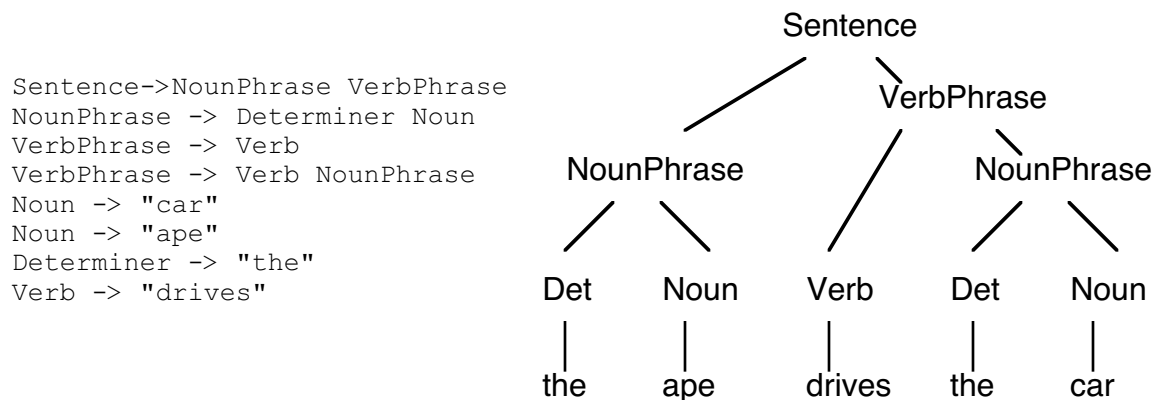 Sentence->NounPhrase VerbPhrase
NounPhrase -> Determiner Noun
VerbPhrase -> Verb
VerbPhrase -> Verb NounPhrase
Noun -> "car"
Noun -> "ape"
Determiner -> "the"
Verb -> "drives"
Sentence
VerbPhrase
NounPhrase NounPhrase
Det Noun Verb Det Noun
the ape drives the car